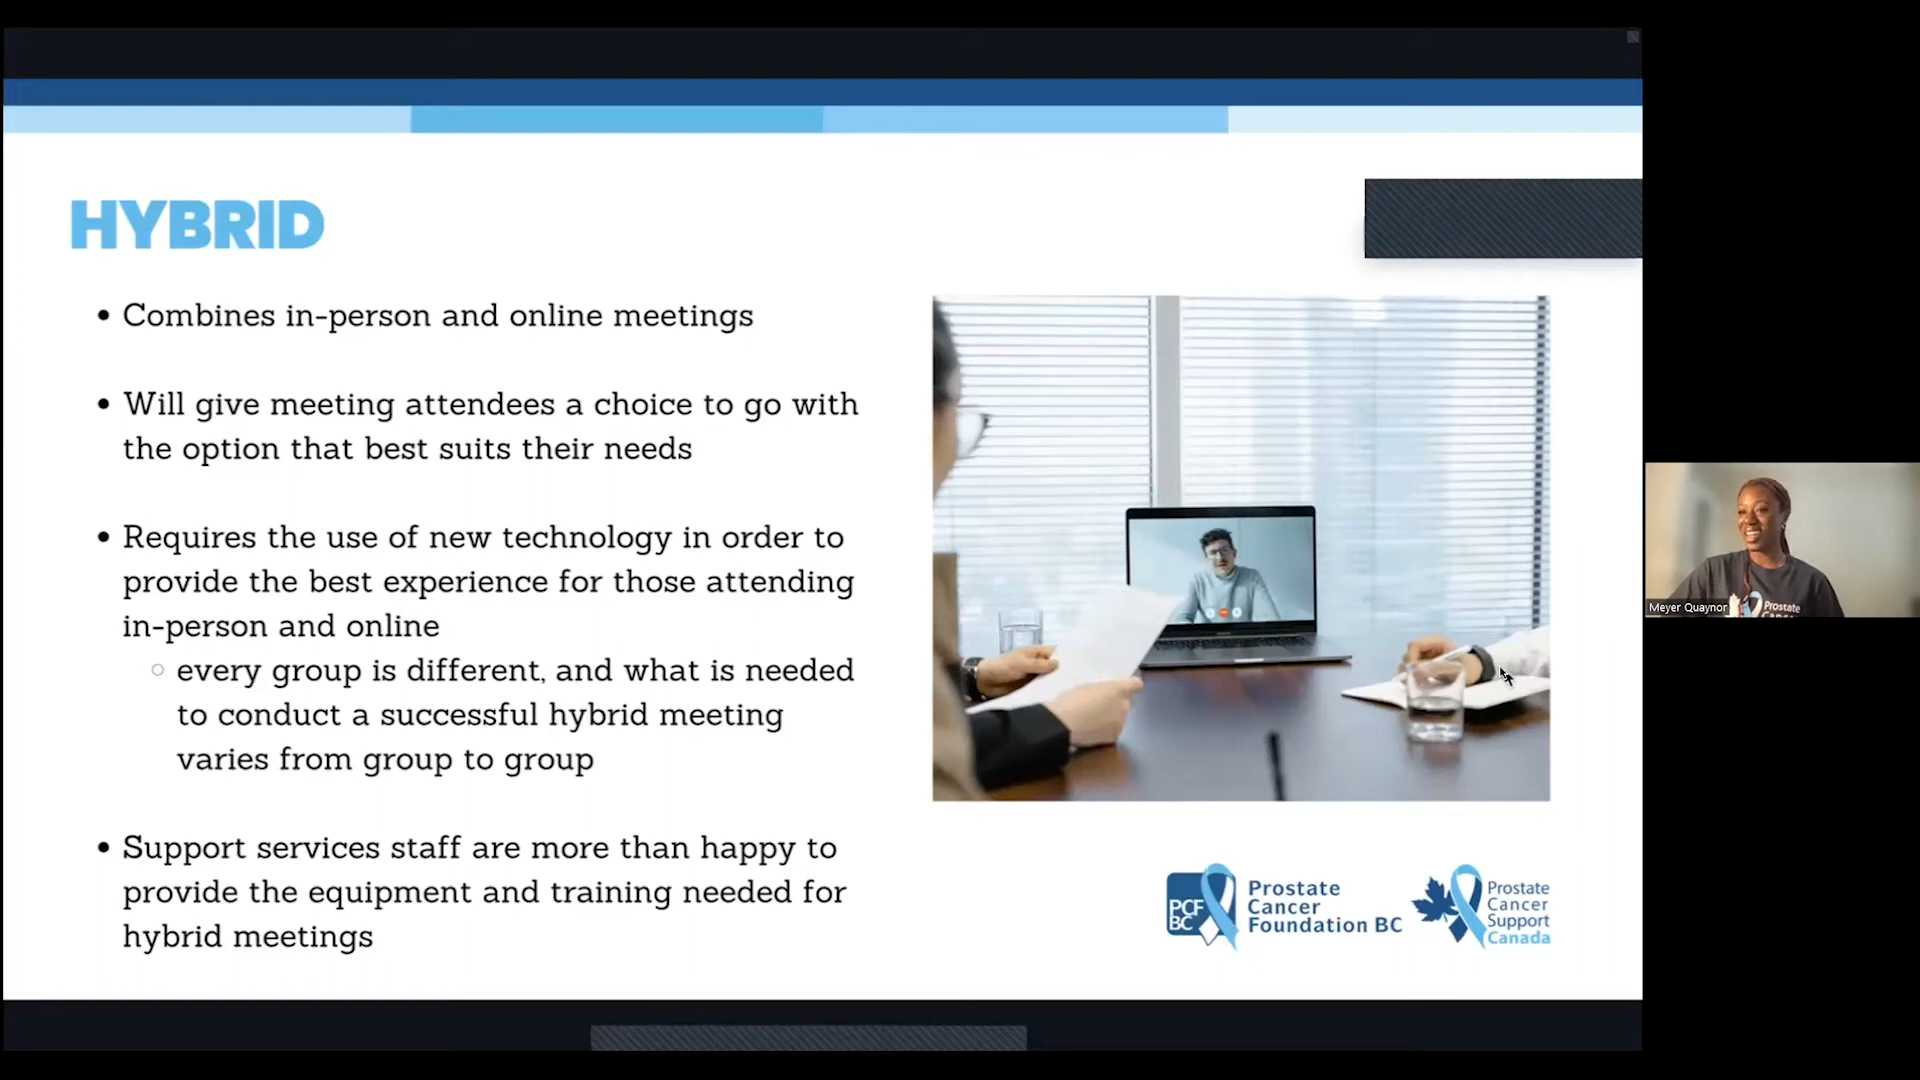 HYBRID
Combines in-person and online meetings
Will give meeting attendees a choice to go with
the option that best suits their needs
Requires the use of new technology in order to
provide the best experience for those attending
in-person and online
every group is different, and what is needed
to conduct a successful hybrid meeting
varies from group to group
Support services staff are more than happy to
provide the equipment and training needed for
hybrid meetings
PCF
BC
Prostate
Cancer
Foundation BC
Prostate
Cancer
Support
Canada
Meyer Quaynor
Prostate